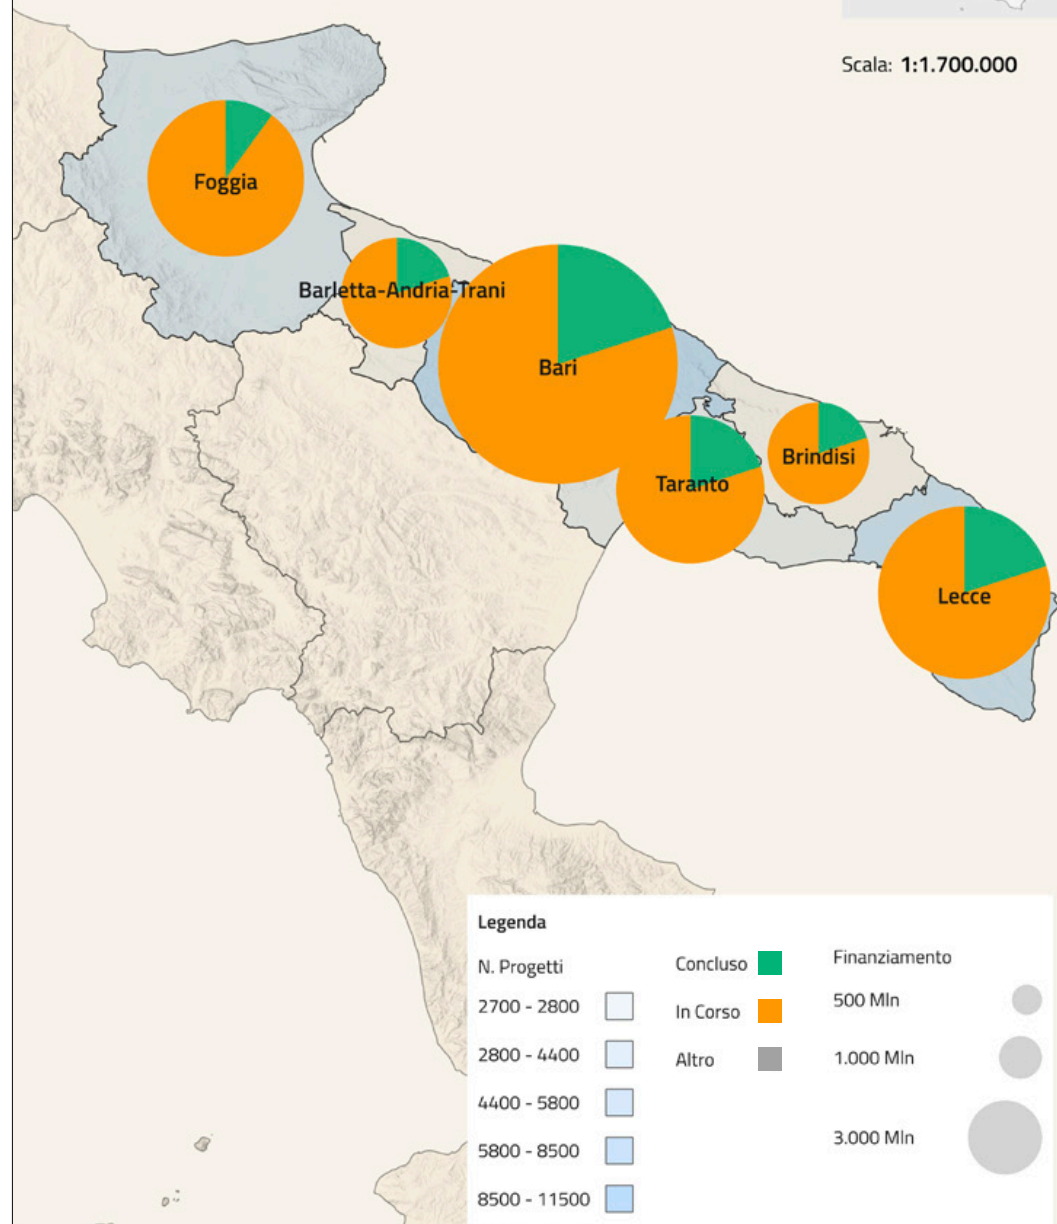 Scala: 1:1.700.000
Foggia
Barletta-Andria-Trani
Bari
Brindisi
Taranto
Lecce
Legenda
N. Progetti
2700 - 2800
2800 - 4400
4400 - 5800
5800 - 8500
8500 - 11500
Concluso
In Corso
Altro
Finanziamento
500 Mln
1.000 Mln
3.000 Mln